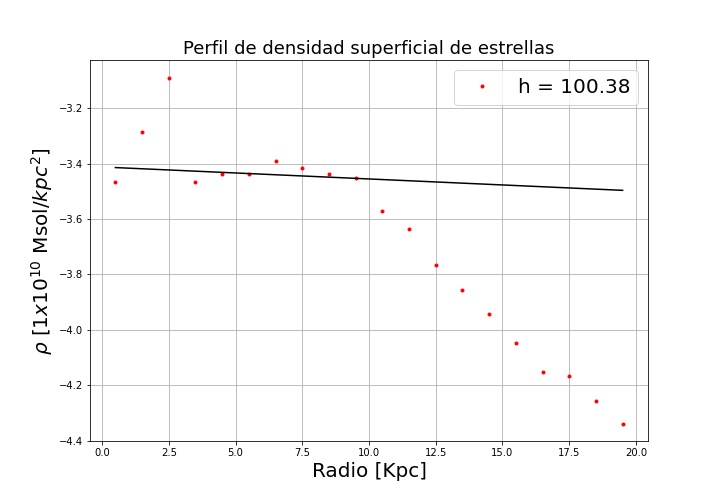 Perfil de densidad superficial de estrellas
h = 100.38
ρ [1x10^{10} Msol/kpc^2]
−3.2
−3.4
−3.6
−3.8
−4.0
−4.2
−4.4
0.0 2.5 5.0 7.5 10.0 12.5 15.0 17.5 20.0
Radio [Kpc]